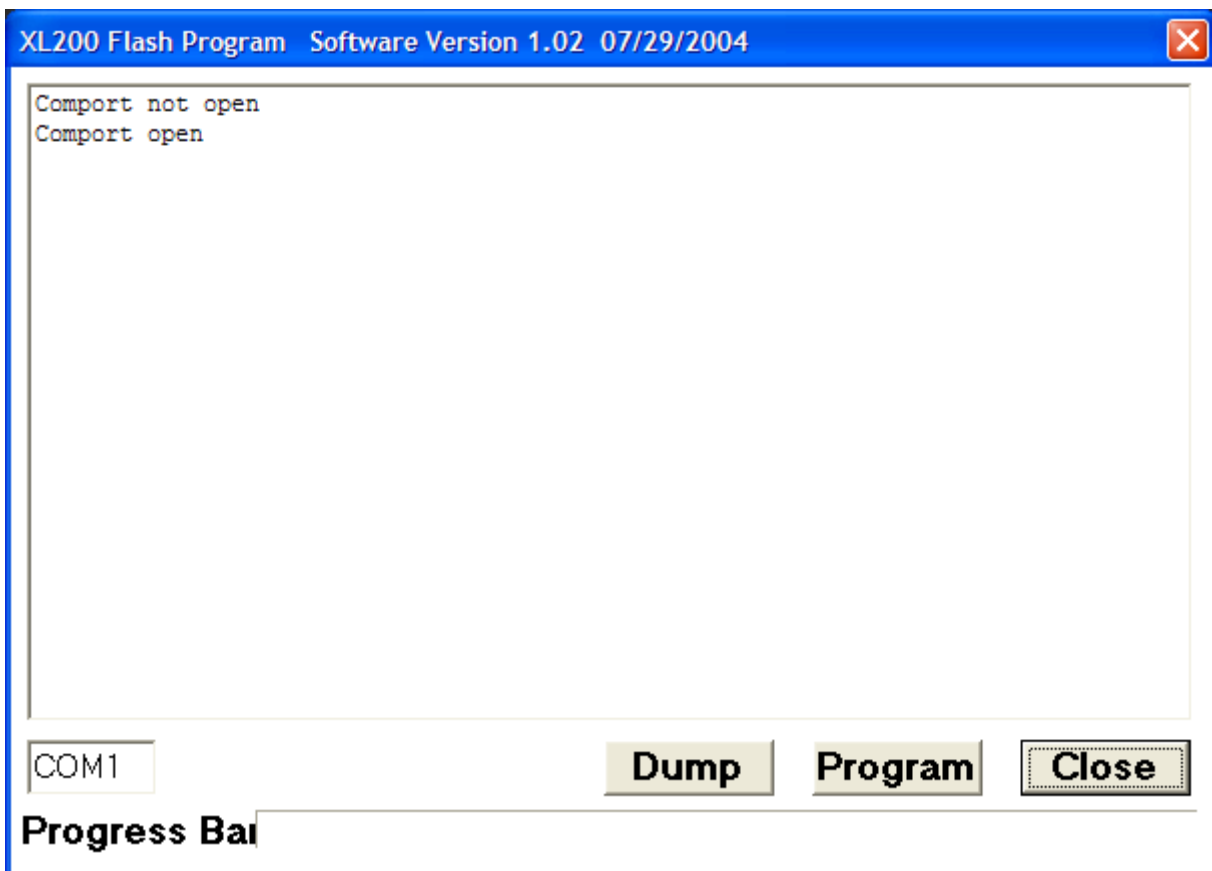 XL200 Flash Program Software Version 1.02 07/29/2004
Comport not open
Comport open
COM1
Dump
Program
Close
Progress Bar